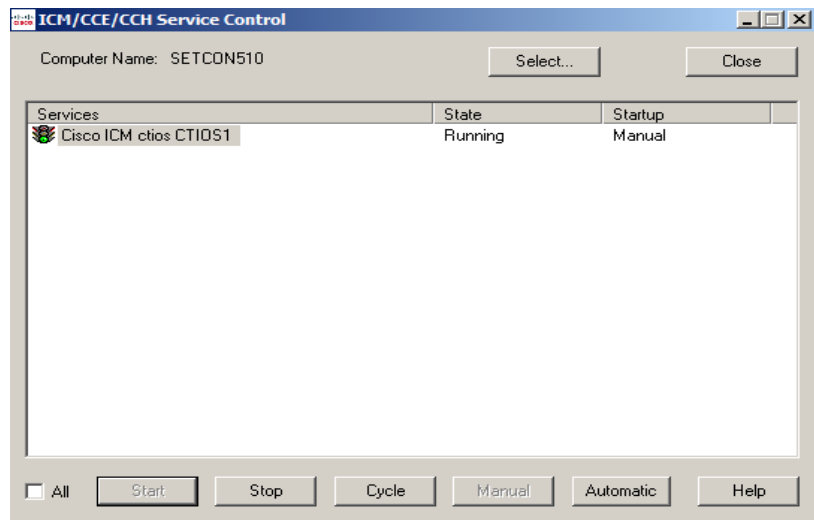 ICM/CCE/CCH Service Control
Computer Name: SETCON510 Select... Close
Services State Startup
Cisco ICM ctios CTIOS1 Running Manual
All Start Stop Cycle Manual Automatic Help